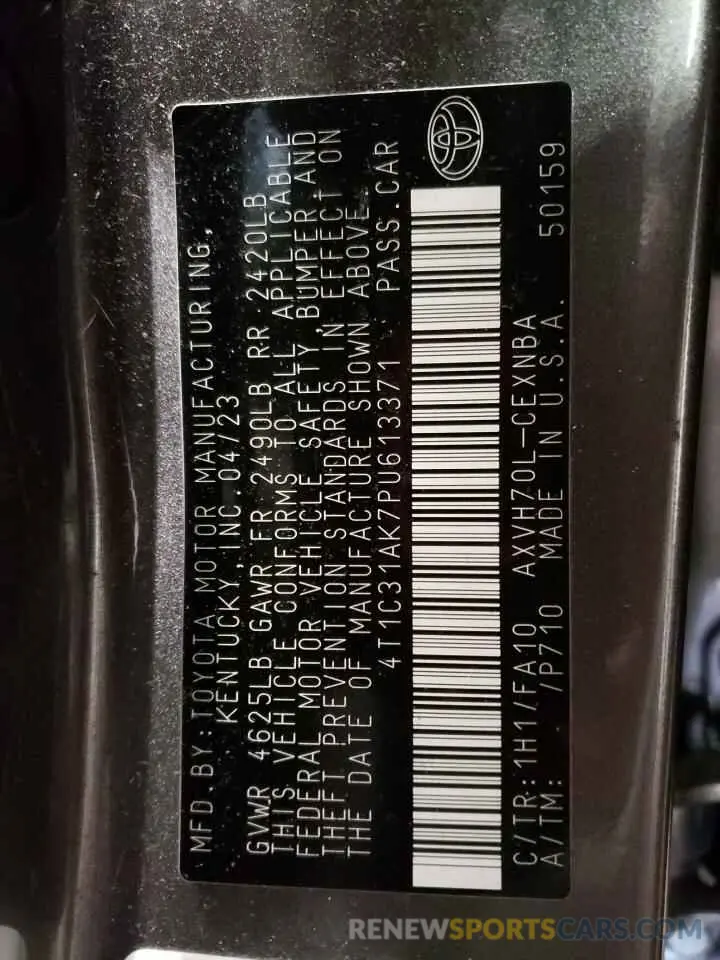 MFD.BY:TOYOTA MOTOR MANUFACTURING,
KENTUCKY,INC.04/23
GVWR 4625LB GAWR FR 2490LB RR 2420LB
THIS VEHICLE CONFORMS TO ALL APPLICABLE
FEDERAL MOTOR VEHICLE SAFETY, BUMPER, AND
THEFT PREVENTION STANDARDS IN EFFECT ON
THE DATE OF MANUFACTURE SHOWN ABOVE.
4T1C31AK7PU613371 PASS.CAR
C/TR:1H1/FA10 AXVH70L-CEXNBA
A/TM: /P710 MADE IN U.S.A. 50159
RENEWSPORTSCARS.COM